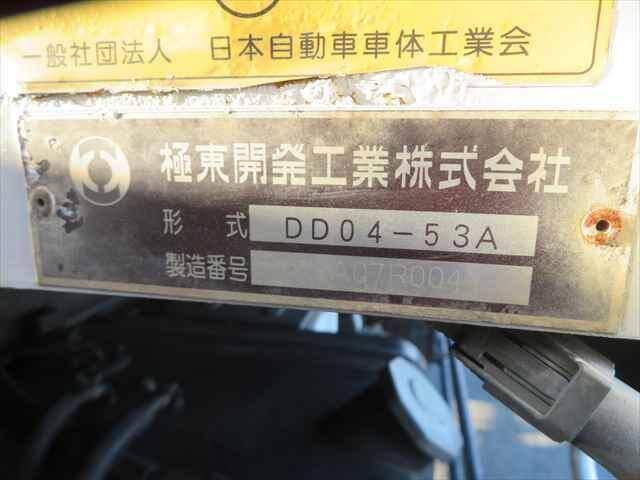 一般社団法人 日本自動車車体工業会
極東開発工業株式会社
形式 DD04-53A
製造番号